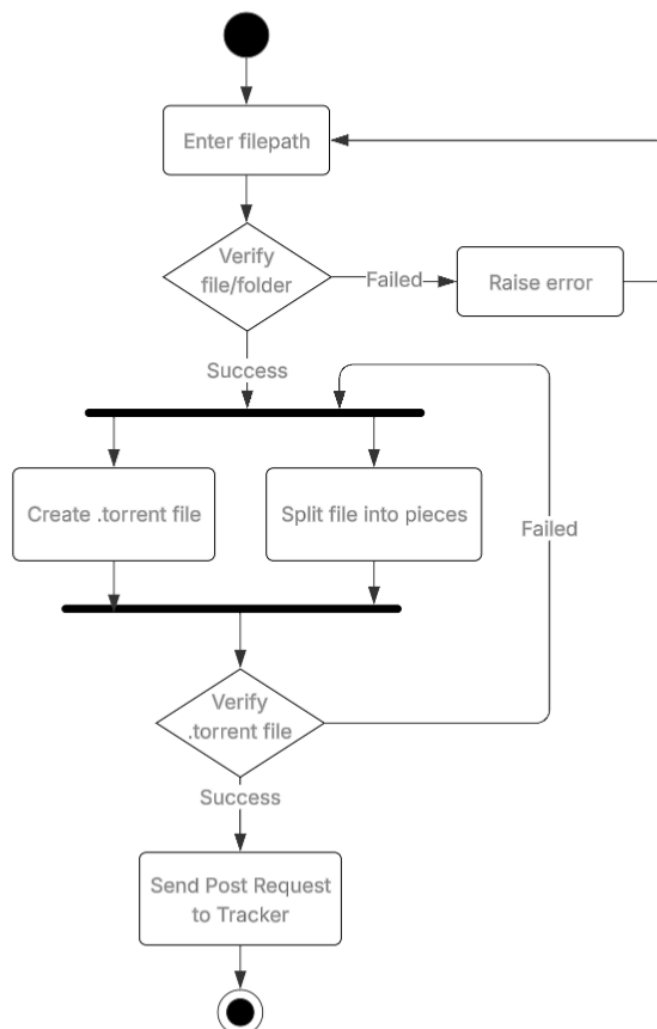 Enter filepath
Verify
file/folder
Failed
Raise error
Success
Create .torrent file
Split file into pieces
Failed
Verify
.torrent file
Success
Send Post Request
to Tracker